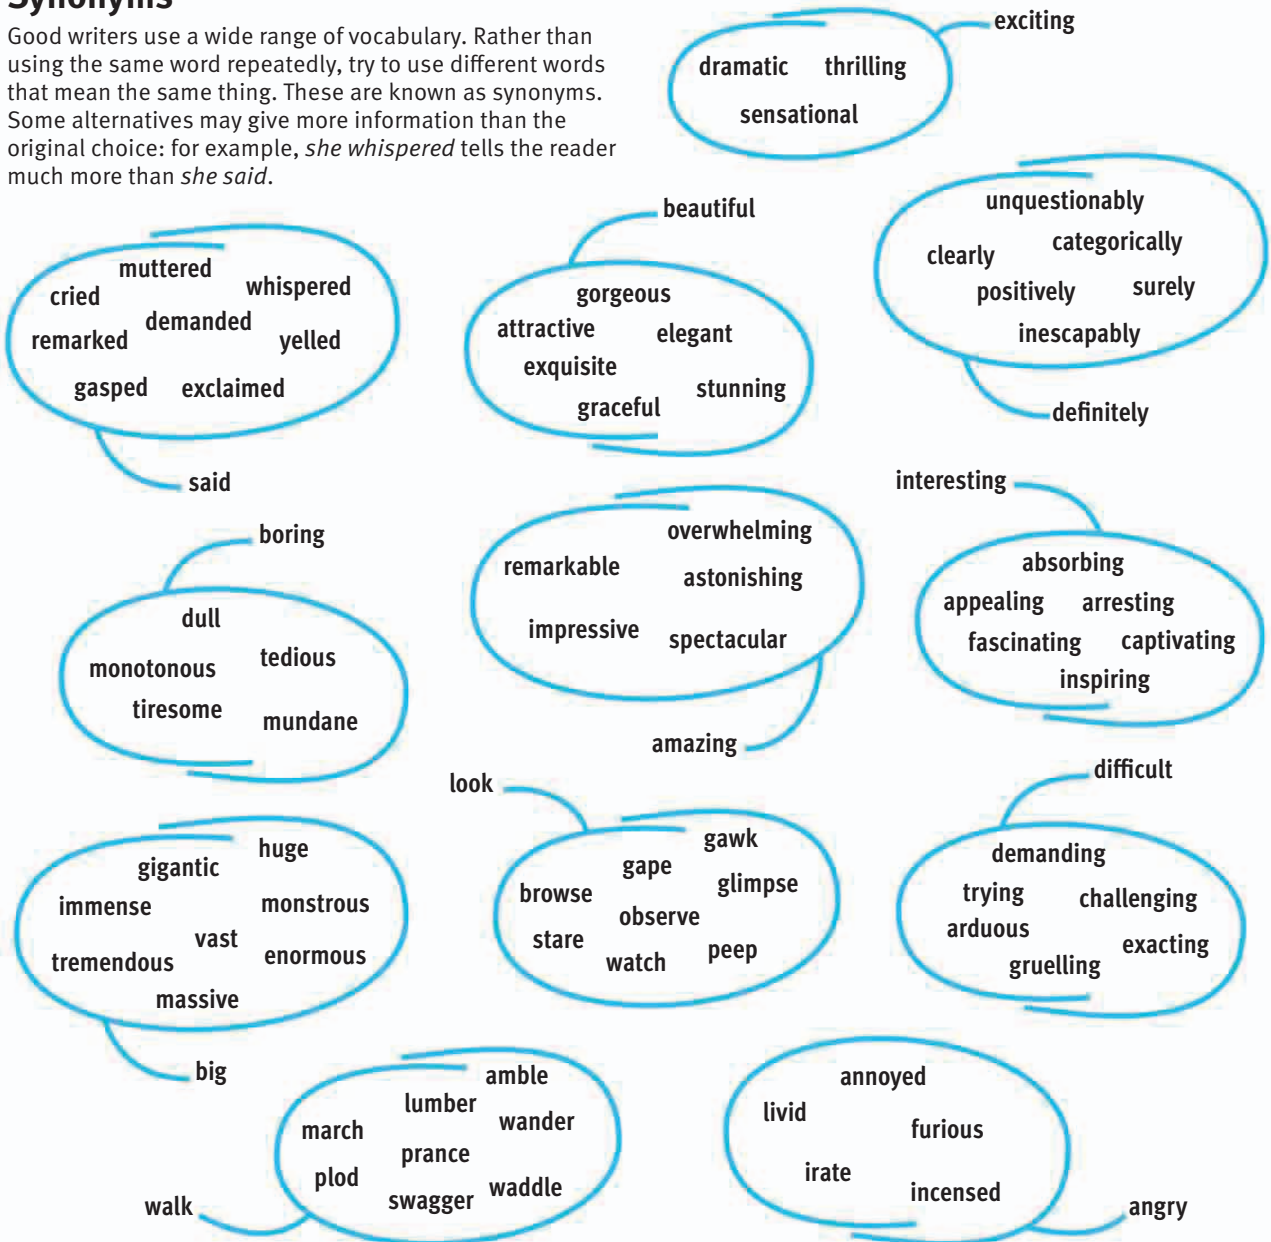 Synonyms
Good writers use a wide range of vocabulary. Rather than
using the same word repeatedly, try to use different words
that mean the same thing. These are known as synonyms.
Some alternatives may give more information than the
original choice: for example, she whispered tells the reader
much more than she said.
exciting
dramatic thrilling
sensational
muttered
cried whispered
demanded
remarked yelled
gasped exclaimed
said
beautiful
gorgeous
attractive elegant
exquisite
stunning
graceful
unquestionably
categorically
clearly
positively surely
inescapably
definitely
boring
dull
monotonous tedious
tiresome mundane
overwhelming
remarkable astonishing
impressive spectacular
amazing
interesting
absorbing
appealing arresting
fascinating captivating
inspiring
huge
gigantic
immense monstrous
vast
tremendous enormous
massive
big
look
gawk
gape
browse glimpse
observe
stare peep
watch
difficult
demanding
trying challenging
arduous
exacting
gruelling
amble
lumber
march wander
prance
plod
swagger waddle
walk
annoyed
livid
furious
irate
incensed
angry